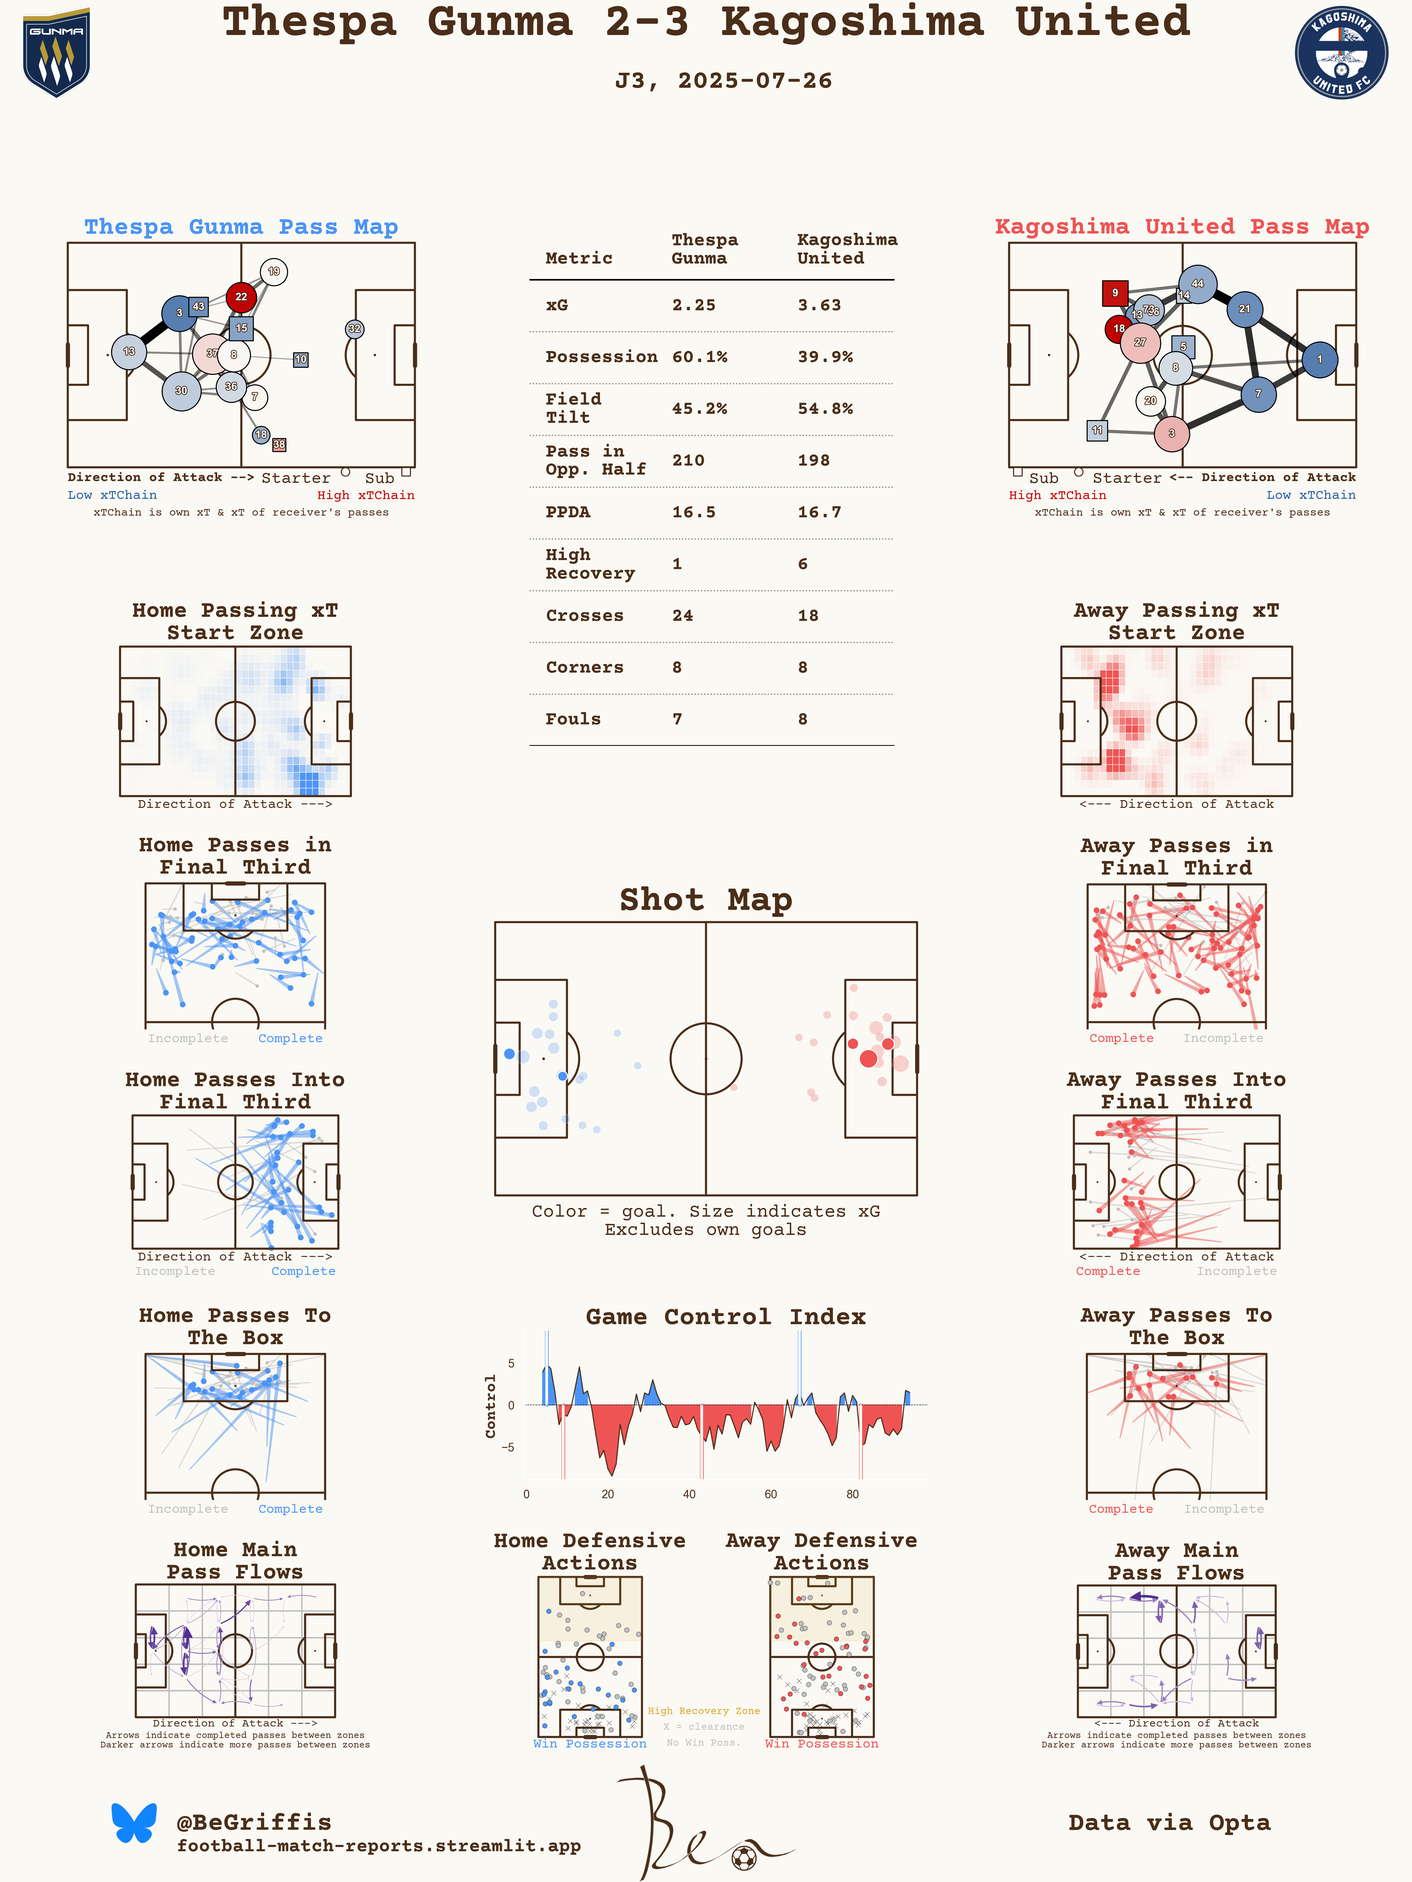 Thespa Gunma 2-3 Kagoshima United
J3, 2025-07-26
GUNMA
KAGOSHIMA
UNITED FC
Thespa Gunma Pass Map
19
22
3
43
15
32
13
37
8
10
30
36
7
18
38
Direction of Attack --> Starter Sub
Low xTChain High xTChain
xTChain is own xT & xT of receiver's passes
Metric Thespa Gunma Kagoshima United
xG 2.25 3.63
Possession 60.1% 39.9%
Field Tilt 45.2% 54.8%
Pass in Opp. Half 210 198
PPDA 16.5 16.7
High Recovery 1 6
Crosses 24 18
Corners 8 8
Fouls 7 8
Kagoshima United Pass Map
9
44
14
21
13
18
27
5
1
8
20
7
11
3
Sub Starter <-- Direction of Attack
High xTChain Low xTChain
xTChain is own xT & xT of receiver's passes
Home Passing xT
Start Zone
Direction of Attack --->
Away Passing xT
Start Zone
<--- Direction of Attack
Home Passes in
Final Third
Incomplete Complete
Away Passes in
Final Third
Complete Incomplete
Shot Map
Color = goal. Size indicates xG
Excludes own goals
Home Passes Into
Final Third
Direction of Attack --->
Incomplete Complete
Away Passes Into
Final Third
<--- Direction of Attack
Complete Incomplete
Home Passes To
The Box
Incomplete Complete
Game Control Index
Control
5
0
−5
0 20 40 60 80
Away Passes To
The Box
Complete Incomplete
Home Main
Pass Flows
Direction of Attack --->
Arrows indicate completed passes between zones
Darker arrows indicate more passes between zones
Home Defensive
Actions
Win Possession
High Recovery Zone
X = clearance
No Win Poss.
Away Defensive
Actions
Win Possession
Away Main
Pass Flows
<--- Direction of Attack
Arrows indicate completed passes between zones
Darker arrows indicate more passes between zones
@BeGriffis
football-match-reports.streamlit.app
Ben
Data via Opta